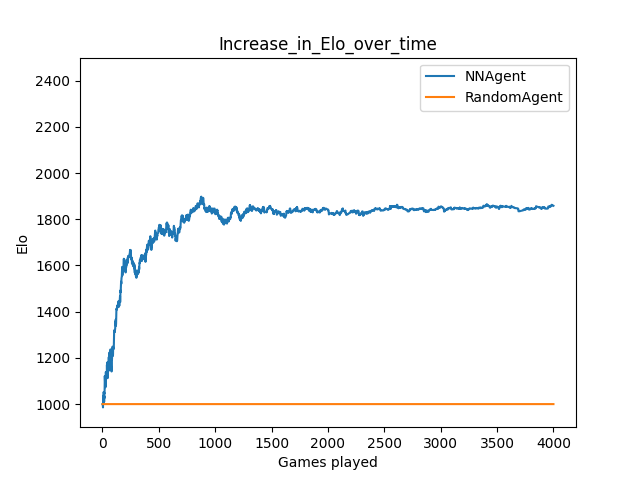 Increase_in_Elo_over_time
NNAgent
RandomAgent
2400
2200
2000
1800
1600
1400
1200
1000
Elo
0 500 1000 1500 2000 2500 3000 3500 4000
Games played